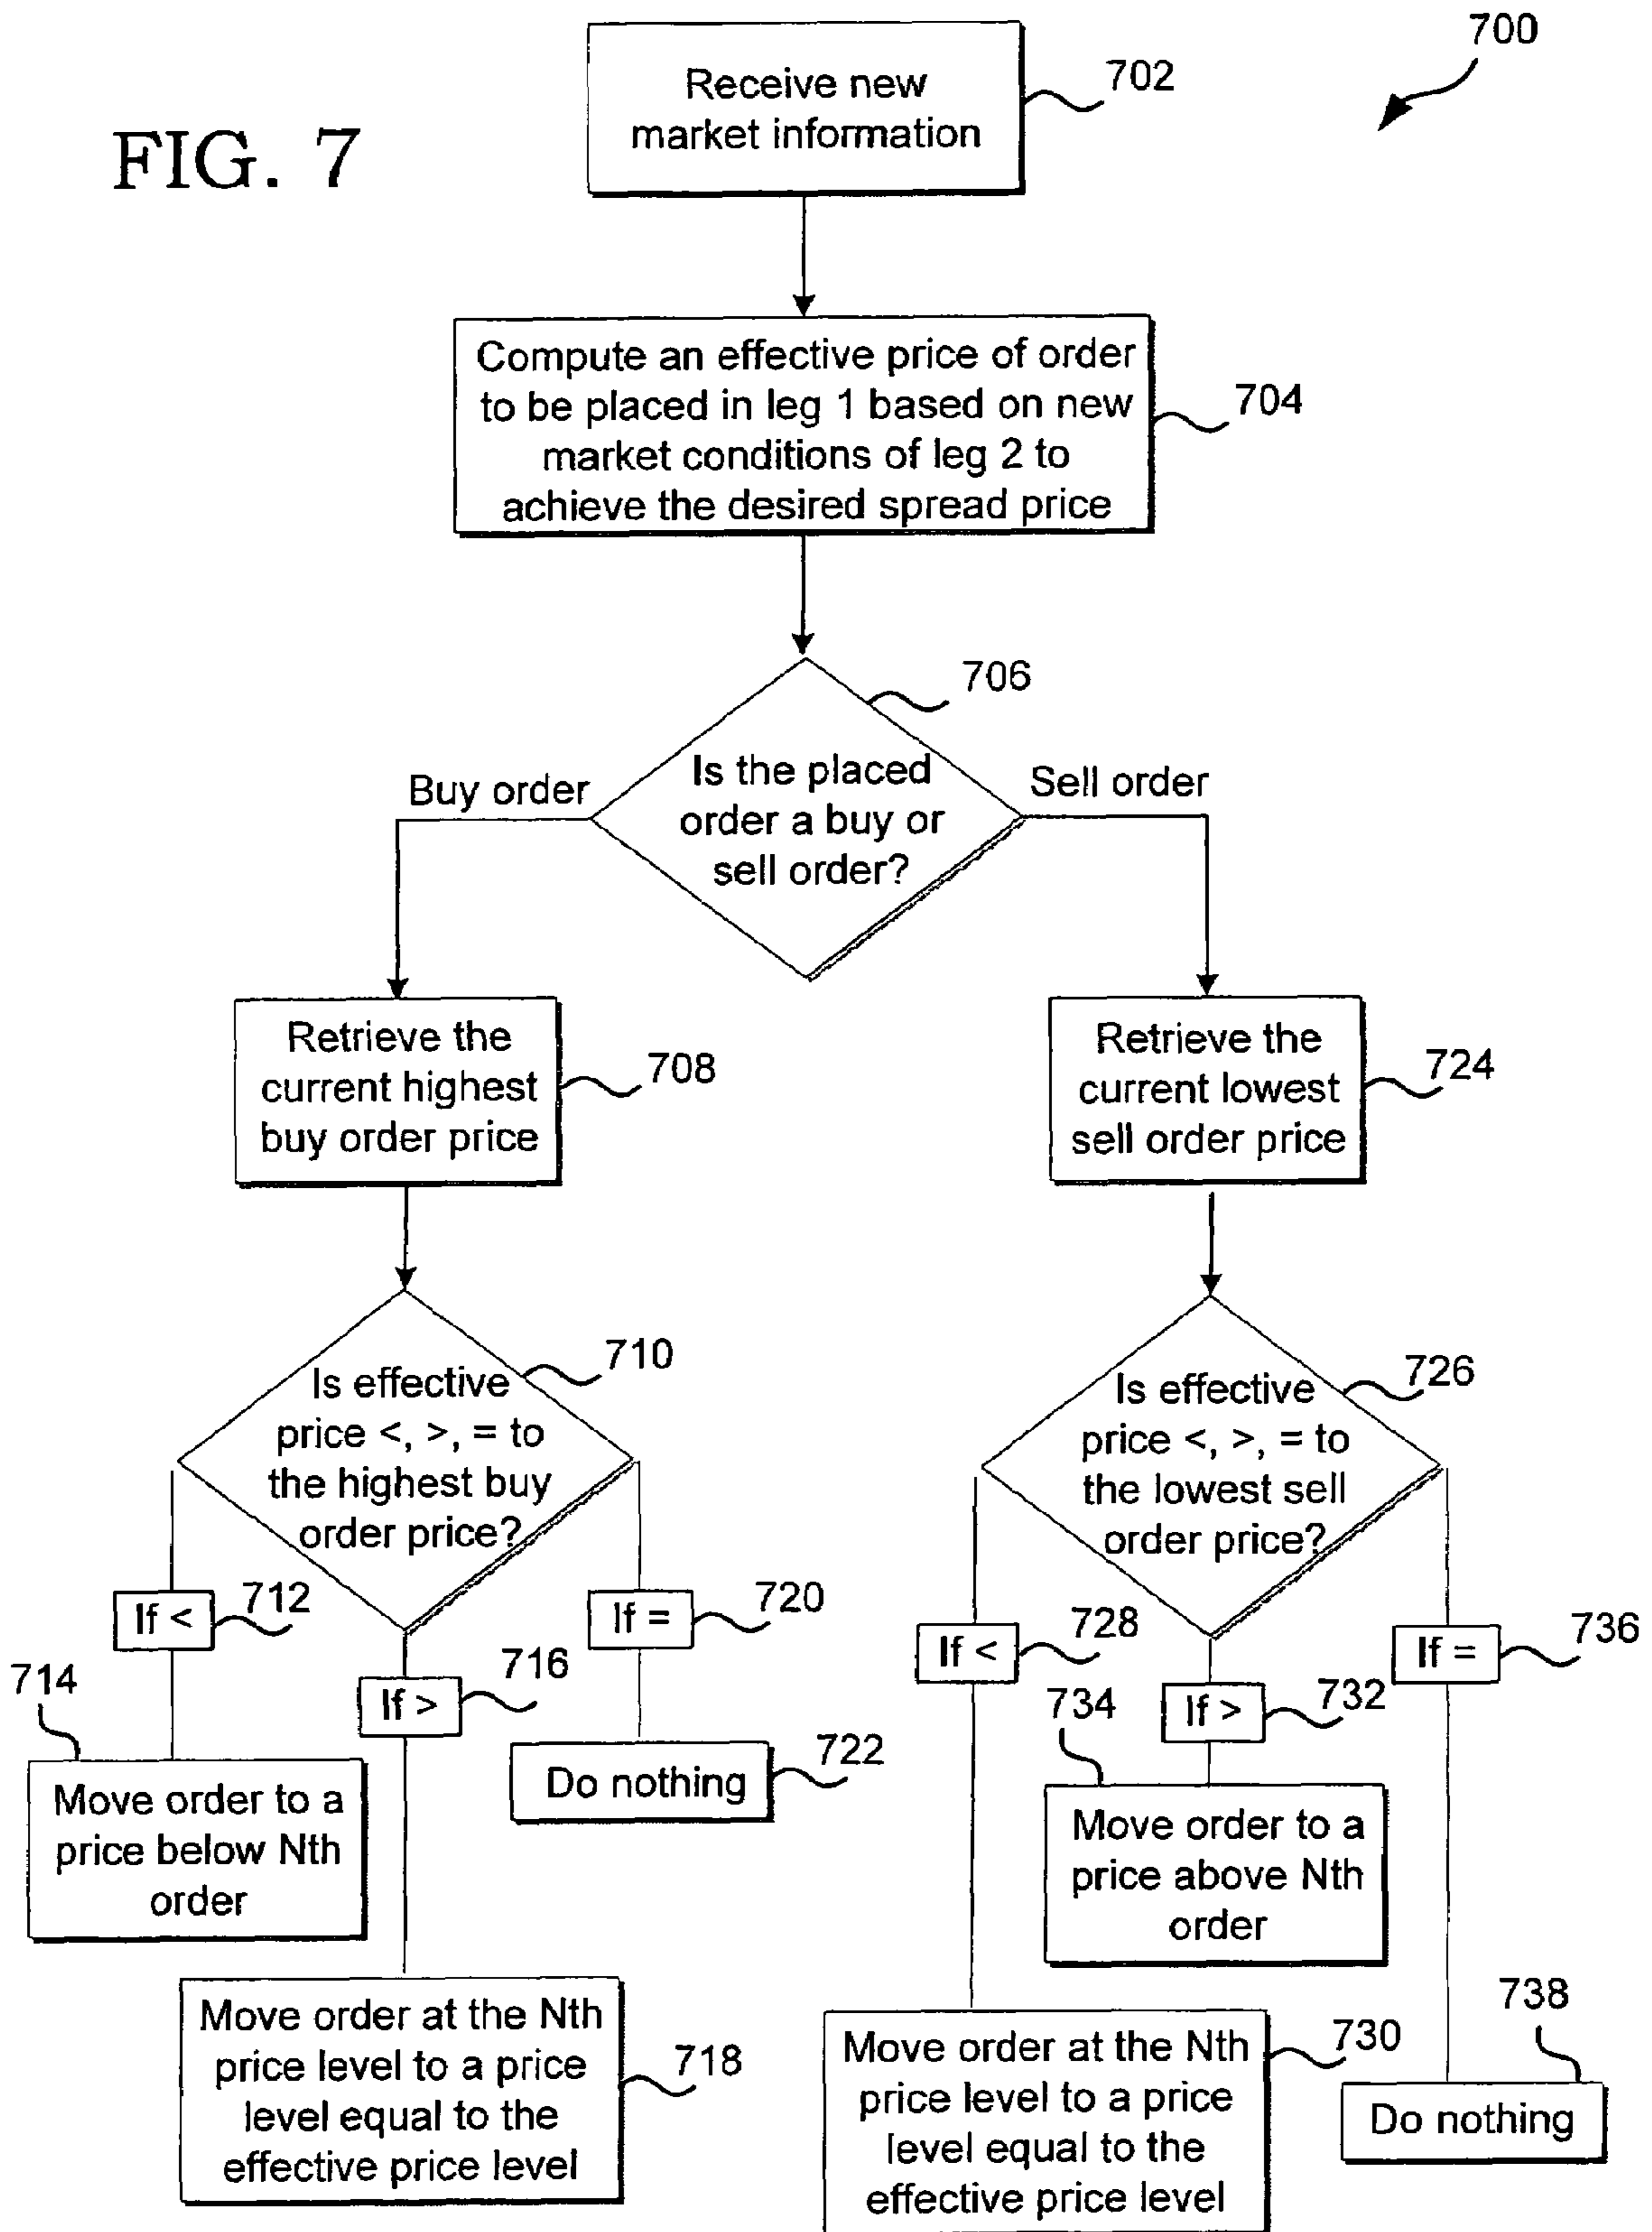 FIG. 7
700
Receive new
market information
702
Compute an effective price of order
to be placed in leg 1 based on new
market conditions of leg 2 to
achieve the desired spread price
704
706
Is the placed
order a buy or
sell order?
Buy order
Sell order
Retrieve the
current highest
buy order price
708
Retrieve the
current lowest
sell order price
724
Is effective
price <, >, = to
the highest buy
order price?
710
Is effective
price <, >, = to
the lowest sell
order price?
726
If <
712
If >
716
If =
720
If <
728
If >
732
If =
736
714
Move order to a
price below Nth
order
Do nothing
722
734
Move order to a
price above Nth
order
Move order at the Nth
price level to a price
level equal to the
effective price level
718
Move order at the Nth
price level to a price
level equal to the
effective price level
730
738
Do nothing